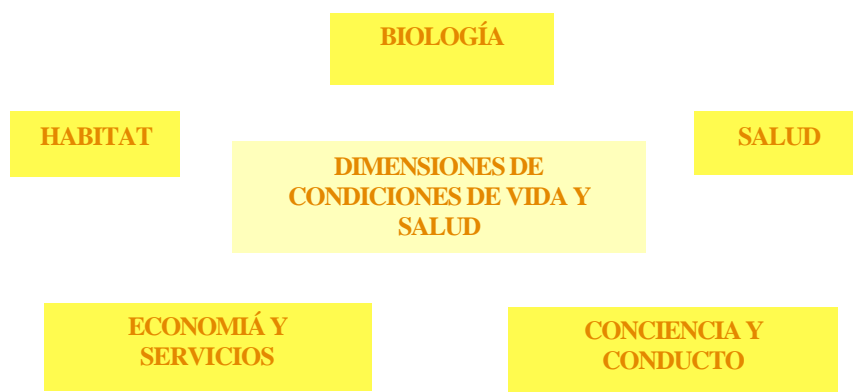 BIOLOGÍA
HABITAT
SALUD
DIMENSIONES DE
CONDICIONES DE VIDA Y
SALUD
ECONOMIÁ Y
SERVICIOS
CONCIENCIA Y
CONDUCTO